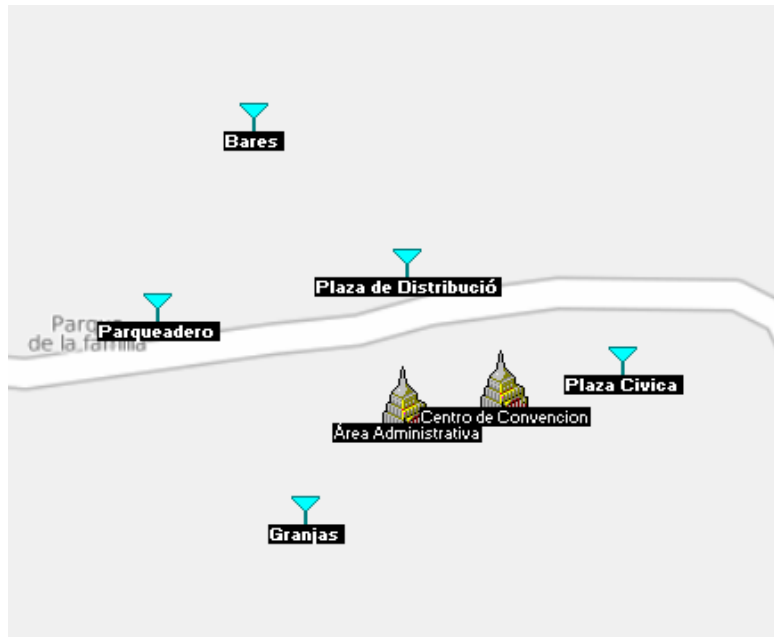 Bares
Plaza de Distribució
Parque
de la familia
Parqueadero
Plaza Civica
Centro de Convencion
Área Administrativa
Granjas